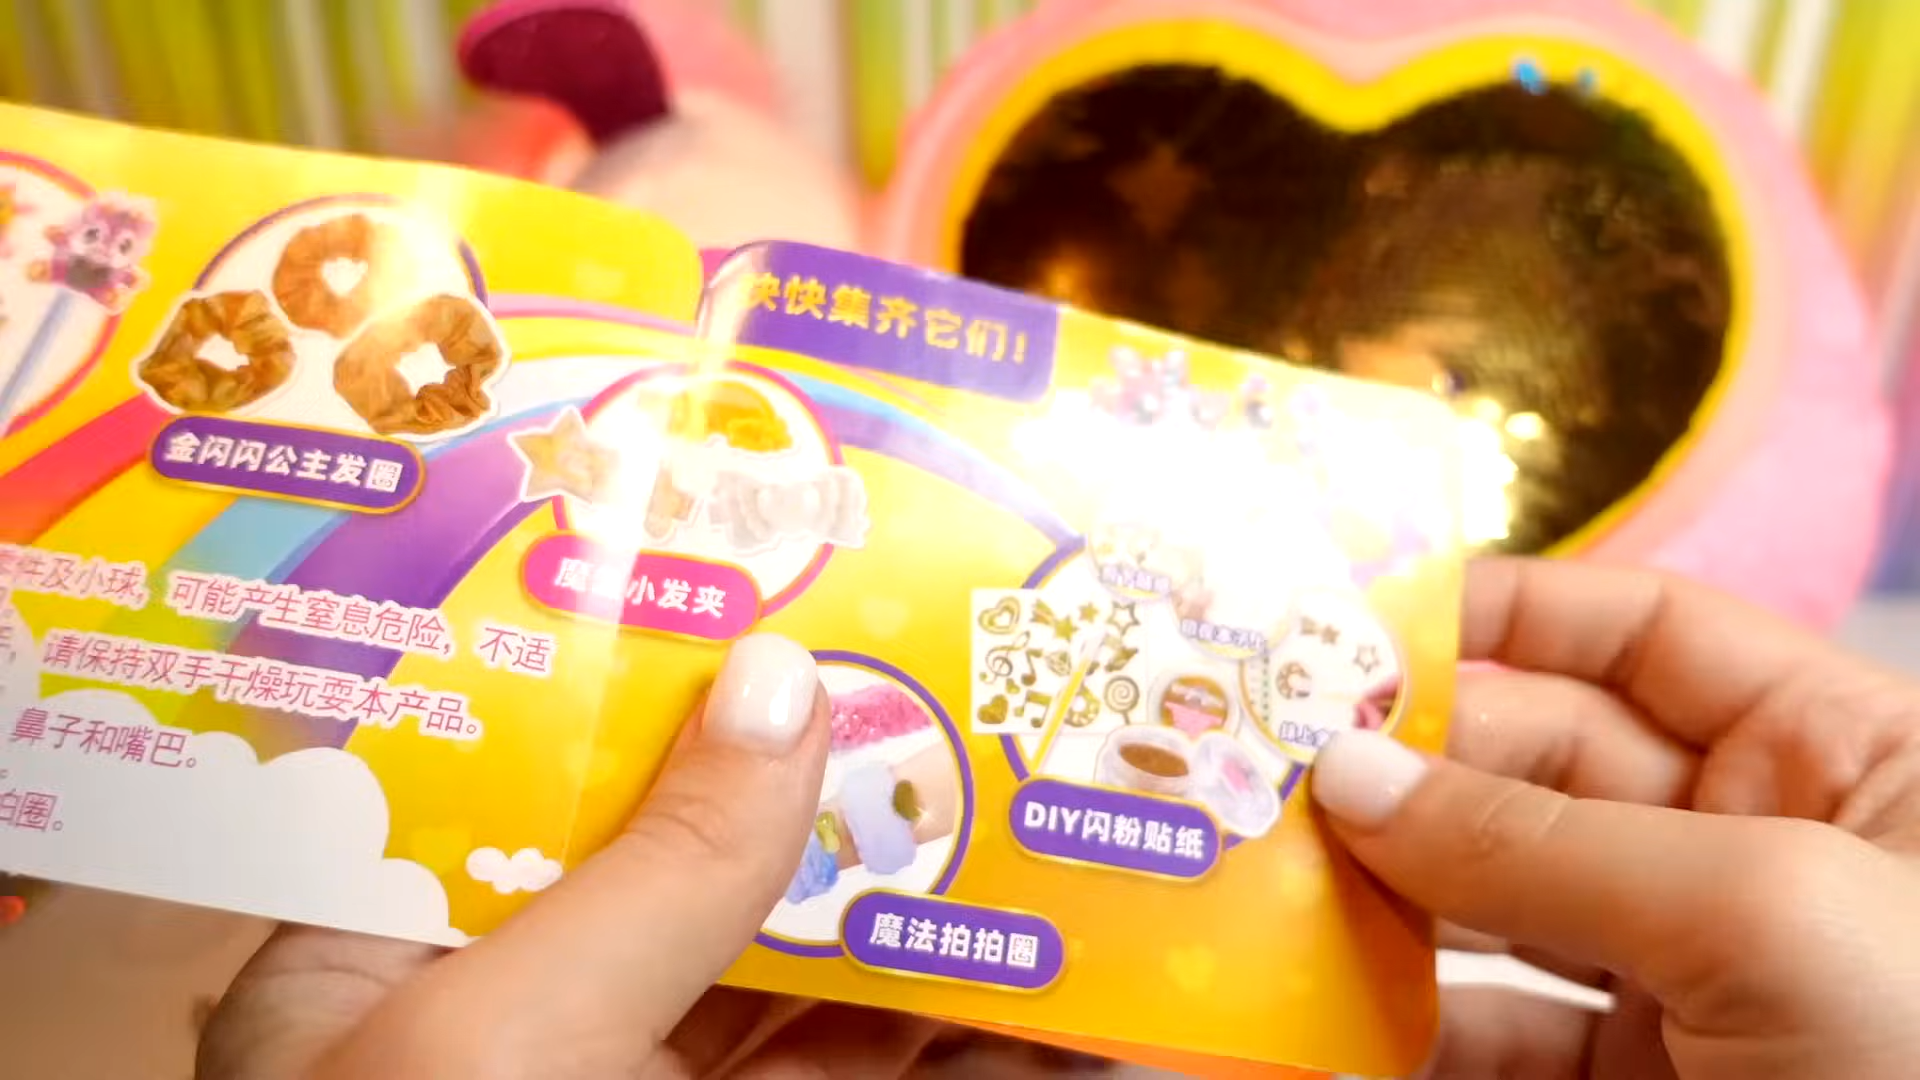 快快集齐它们！
金闪闪公主发圈
小发夹
件及小球，可能产生窒息危险，不适
请保持双手干燥玩耍本产品。
鼻子和嘴巴。
拍圈。
DIY闪粉贴纸
魔法拍拍圈